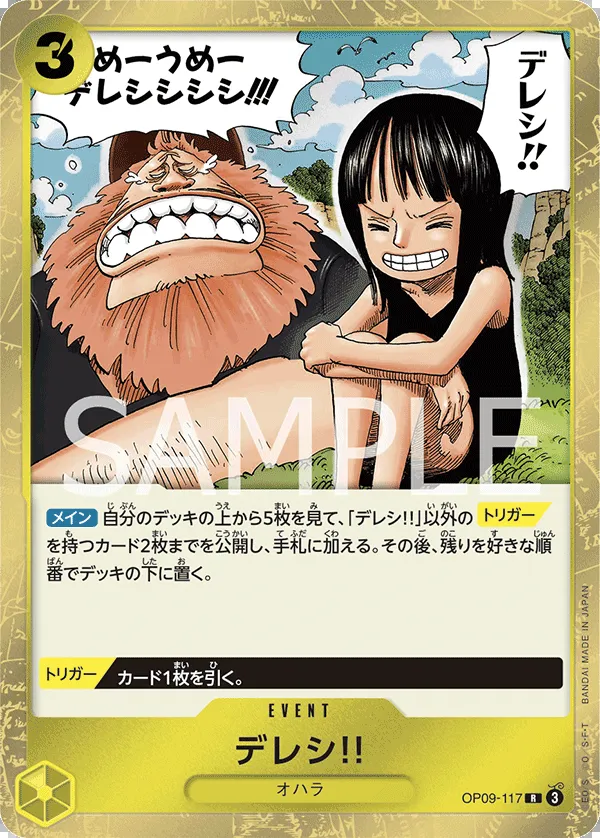 3
めーうめー
デレシシシシ!!!
デレシ!!
SAMPLE
メイン 自分のデッキの上から5枚を見て、「デレシ!!」以外の トリガー
を持つカード2枚までを公開し、手札に加える。その後、残りを好きな順
番でデッキの下に置く。
トリガー カード1枚を引く。
EVENT
デレシ!!
オハラ
OP09-117 R 3
BANDAI MADE IN JAPAN